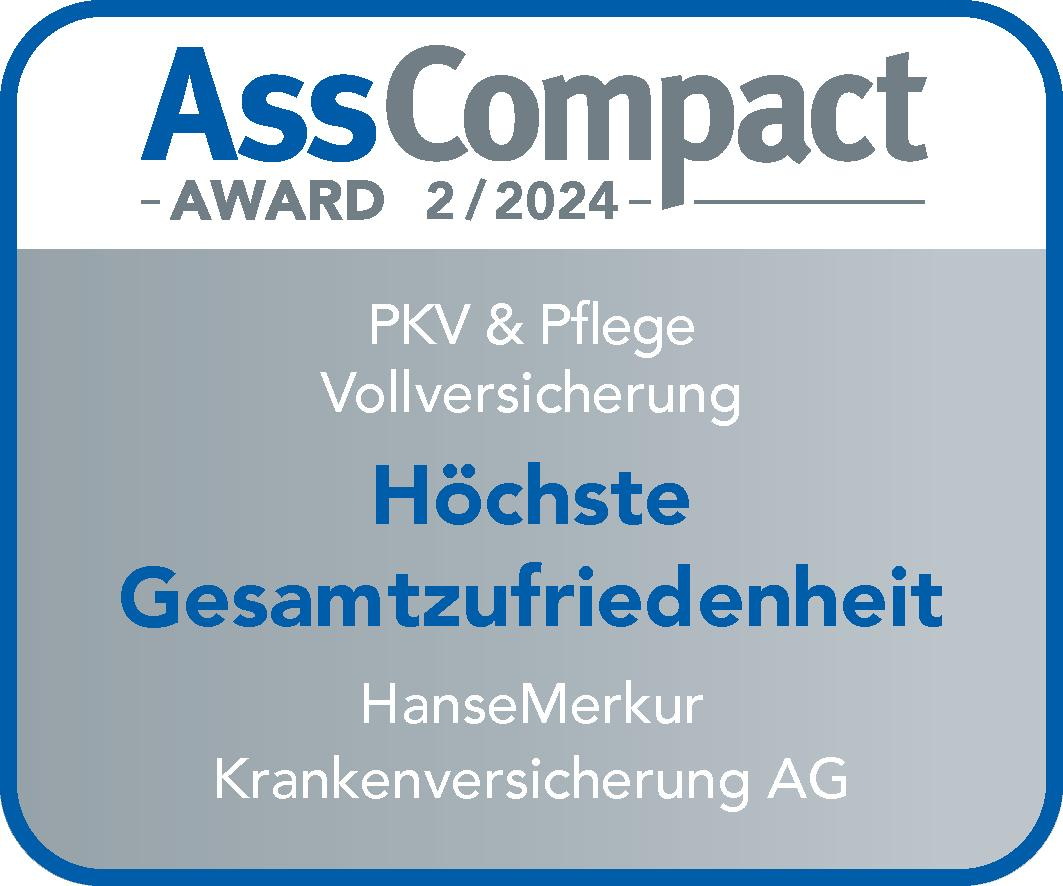 AssCompact
- AWARD 2 / 2024 -
PKV & Pflege
Vollversicherung
Höchste
Gesamtzufriedenheit
HanseMerkur
Krankenversicherung AG